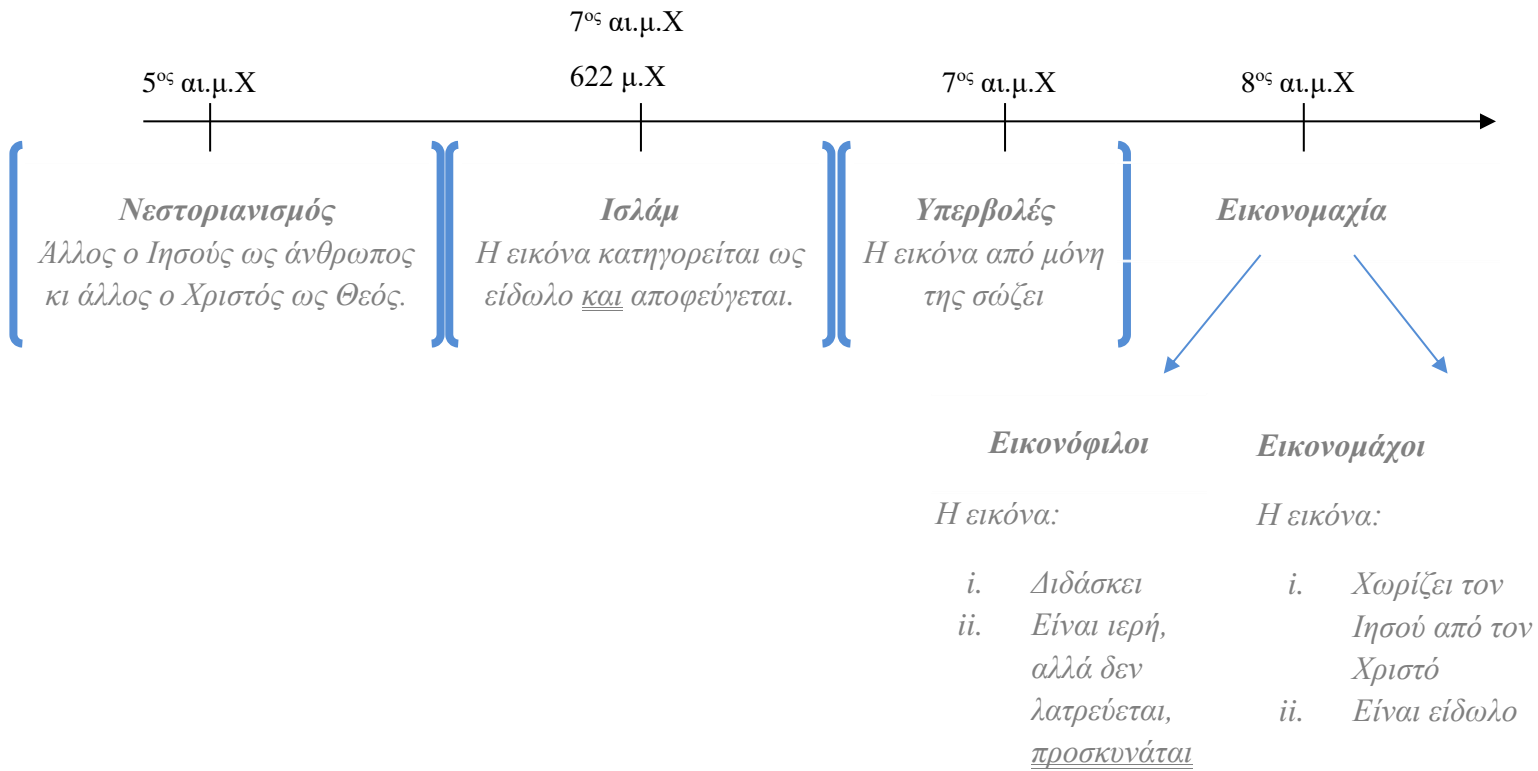 7ος αι.μ.Χ
5ος αι.μ.Χ
622 μ.Χ
7ος αι.μ.Χ
8ος αι.μ.Χ
Νεστοριανισμός
Άλλος ο Ιησούς ως άνθρωπος
κι άλλος ο Χριστός ως Θεός.
Ισλάμ
Η εικόνα κατηγορείται ως
είδωλο και αποφεύγεται.
Υπερβολές
Η εικόνα από μόνη
της σώζει
Εικονομαχία
Εικονόφιλοι
Η εικόνα:
i. Διδάσκει
ii. Είναι ιερή,
αλλά δεν
λατρεύεται,
προσκυνάται
Εικονομάχοι
Η εικόνα:
i. Χωρίζει τον
Ιησού από τον
Χριστό
ii. Είναι είδωλο